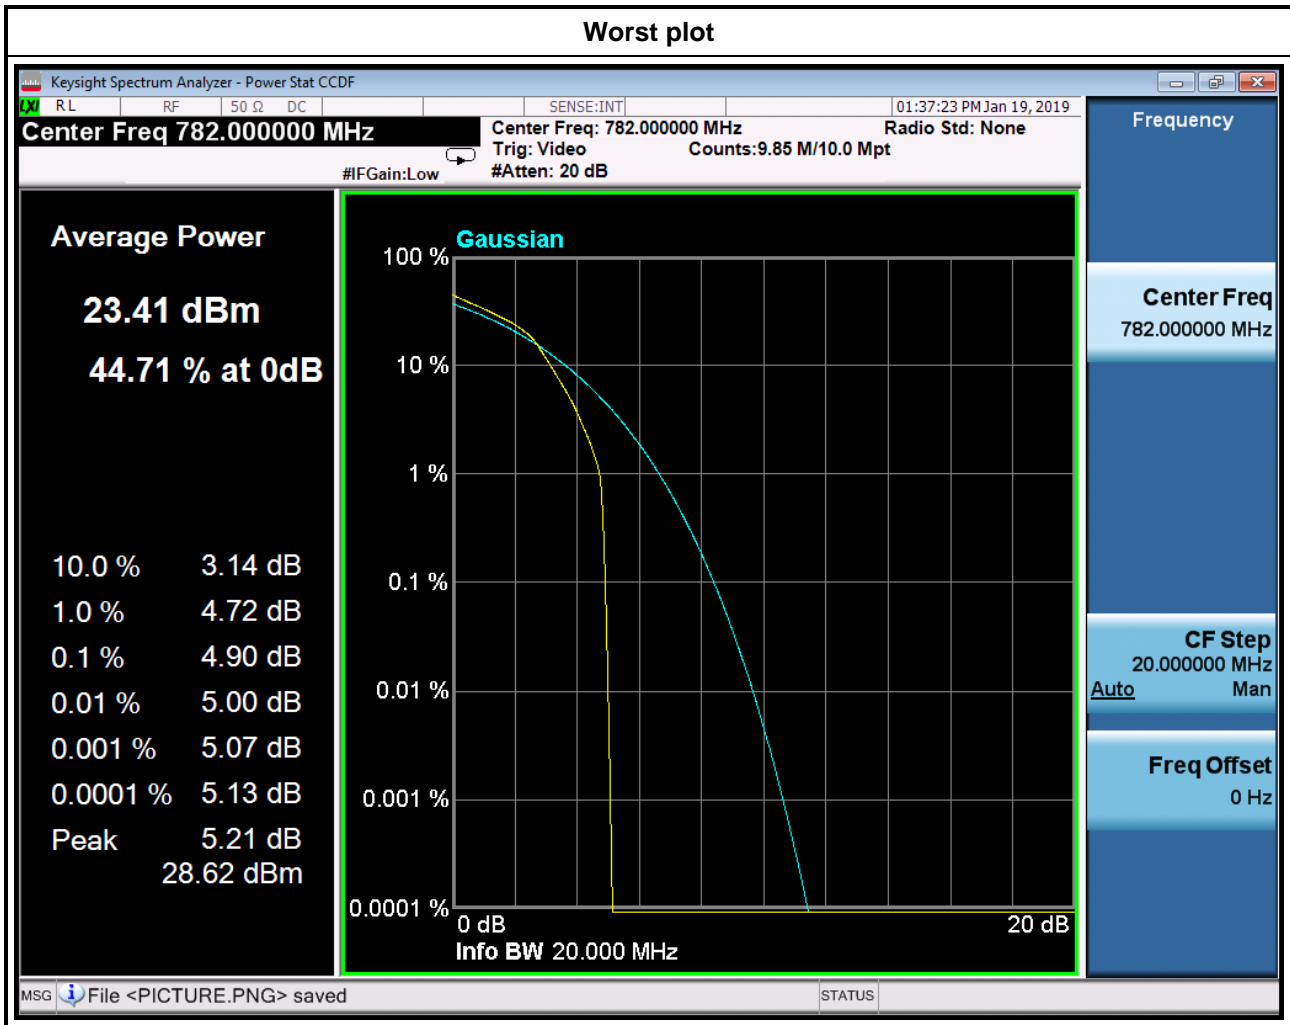 Worst plot
Keysight Spectrum Analyzer - Power Stat CCDF
LXI RL RF 50 Ω DC SENSE:INT 01:37:23 PM Jan 19, 2019
Center Freq 782.000000 MHz
Center Freq: 782.000000 MHz Radio Std: None
Trig: Video Counts:9.85 M/10.0 Mpt
#IFGain:Low #Atten: 20 dB
Frequency
Average Power
23.41 dBm
44.71 % at 0dB
10.0 % 3.14 dB
1.0 % 4.72 dB
0.1 % 4.90 dB
0.01 % 5.00 dB
0.001 % 5.07 dB
0.0001 % 5.13 dB
Peak 5.21 dB
28.62 dBm
Gaussian
100 %
10 %
1 %
0.1 %
0.01 %
0.001 %
0.0001 %
0 dB 20 dB
Info BW 20.000 MHz
Center Freq
782.000000 MHz
CF Step
20.000000 MHz
Auto Man
Freq Offset
0 Hz
MSG File <PICTURE.PNG> saved STATUS